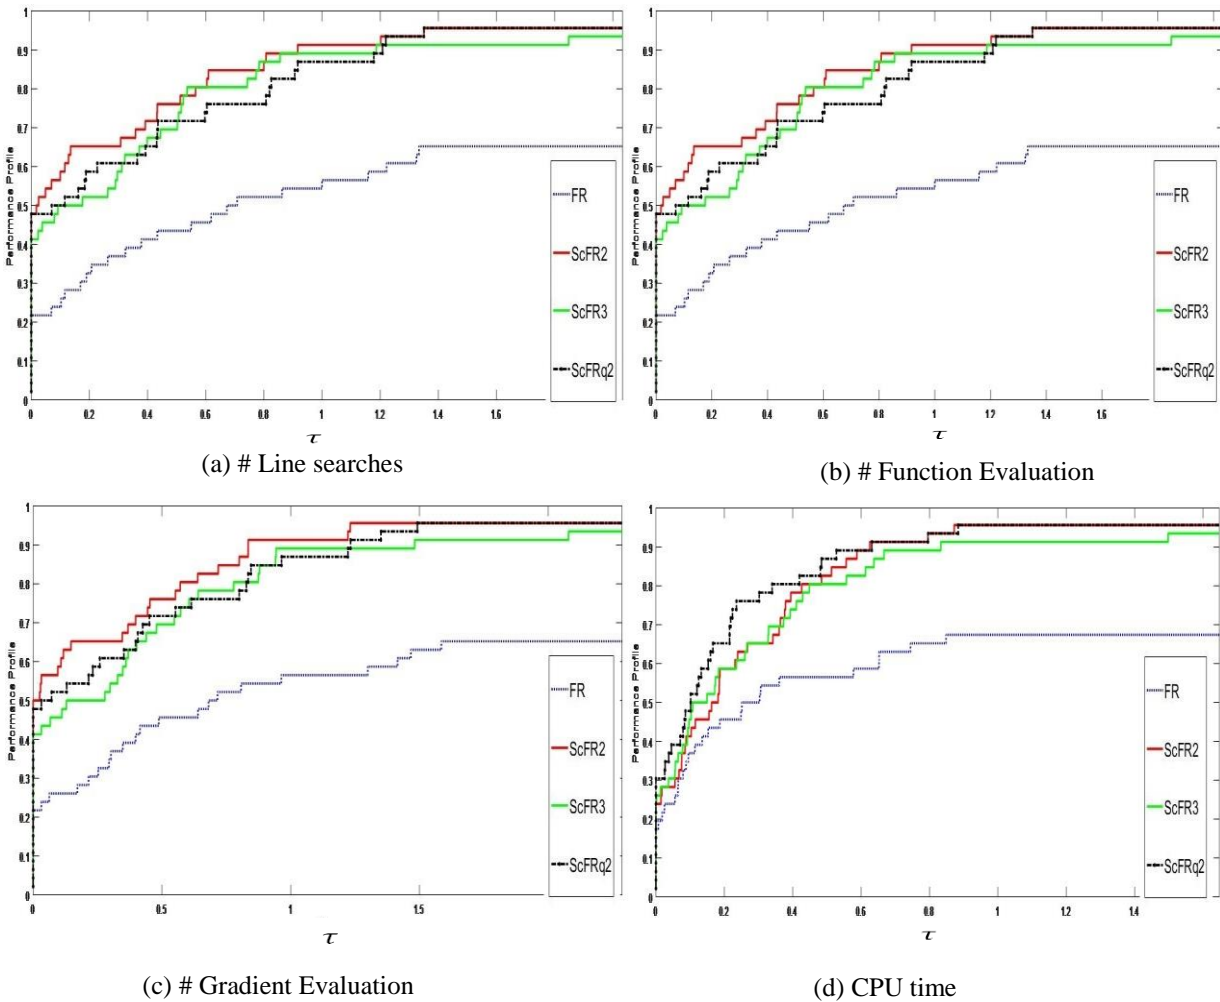 1
0.9
0.8
0.7
0.6
0.5
0.4
0.3
0.2
0.1
0
Performance Profile
0 0.2 0.4 0.6 0.8 1 1.2 1.4 1.6
τ
FR
ScFR2
ScFR3
ScFRq2
(a) # Line searches
1
0.9
0.8
0.7
0.6
0.5
0.4
0.3
0.2
0.1
0
Performance Profile
0 0.2 0.4 0.6 0.8 1 1.2 1.4 1.6
τ
FR
ScFR2
ScFR3
ScFRq2
(b) # Function Evaluation
1
0.9
0.8
0.7
0.6
0.5
0.4
0.3
0.2
0.1
0
Performance Profile
0 0.5 1 1.5
τ
FR
ScFR2
ScFR3
ScFRq2
(c) # Gradient Evaluation
1
0.9
0.8
0.7
0.6
0.5
0.4
0.3
0.2
0.1
0
Performance Profile
0 0.2 0.4 0.6 0.8 1 1.2 1.4
τ
FR
ScFR2
ScFR3
ScFRq2
(d) CPU time